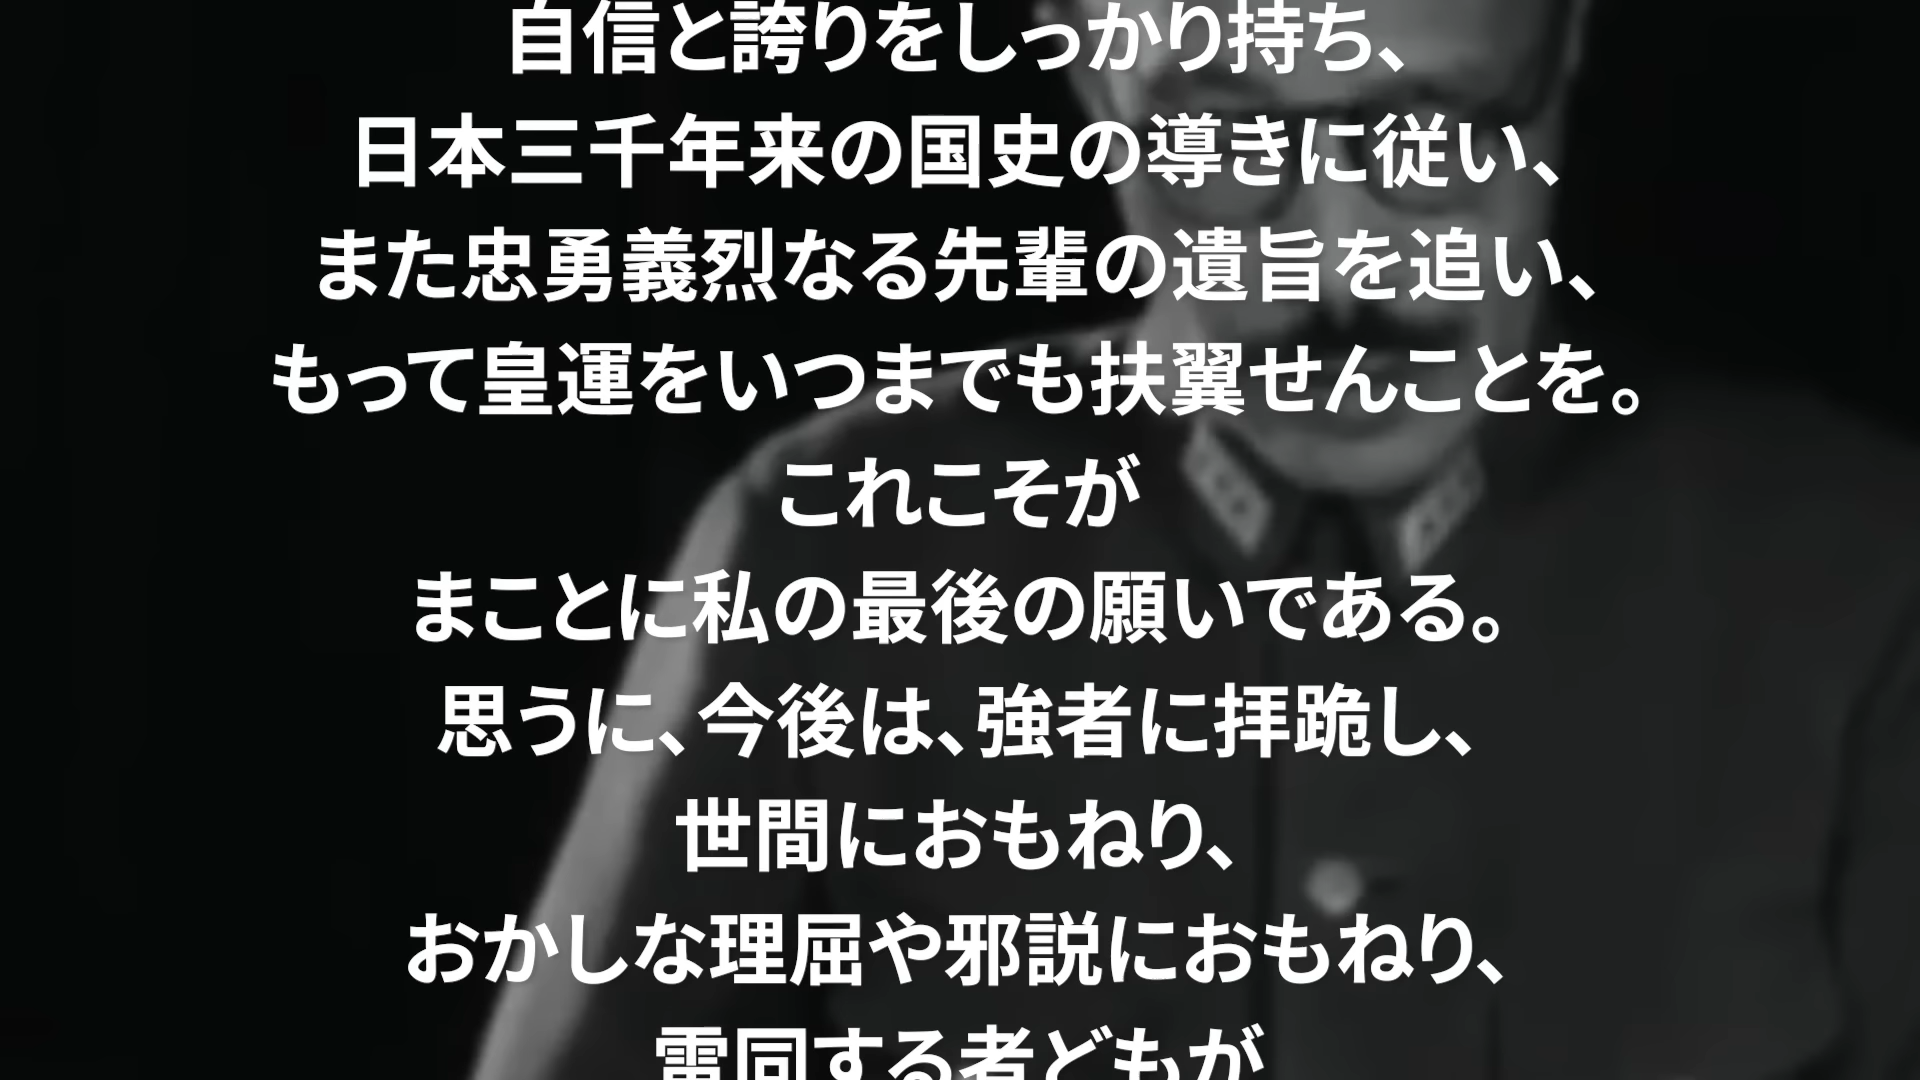 自信と誇りをしっかり持ち、
日本三千年来の国史の導きに従い、
また忠勇義烈なる先輩の遺旨を追い、
もって皇運をいつまでも扶翼せんことを。
これこそが
まことに私の最後の願いである。
思うに、今後は、強者に拝跪し、
世間におもねり、
おかしな理屈や邪説におもねり、
雷同する者どもが